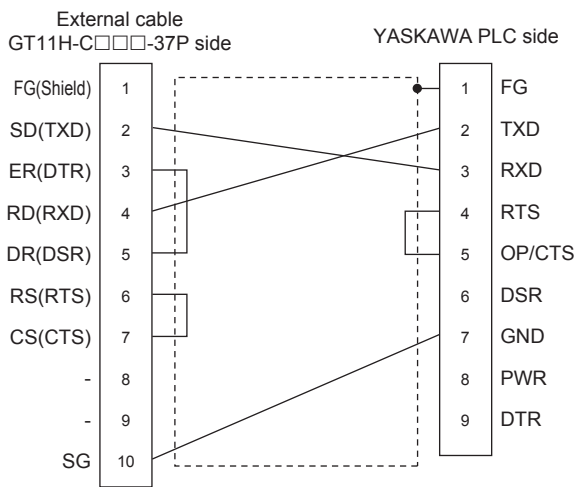 External cable
GT11H-C□□□-37P side
YASKAWA PLC side
FG(Shield) 1 1 FG
SD(TXD) 2 2 TXD
ER(DTR) 3 3 RXD
RD(RXD) 4 4 RTS
DR(DSR) 5 5 OP/CTS
RS(RTS) 6 6 DSR
CS(CTS) 7 7 GND
- 8 8 PWR
- 9 9 DTR
SG 10